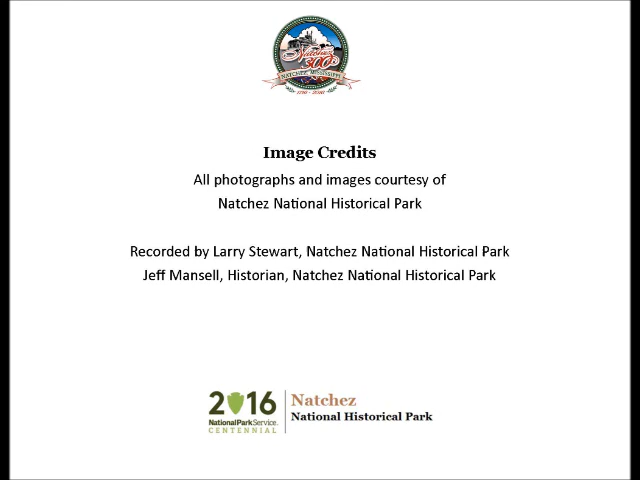 Natchez
300
NATCHEZ, MISSISSIPPI
1716 - 2016
Image Credits
All photographs and images courtesy of
Natchez National Historical Park
Recorded by Larry Stewart, Natchez National Historical Park
Jeff Mansell, Historian, Natchez National Historical Park
2016
National Park Service
CENTENNIAL
Natchez
National Historical Park